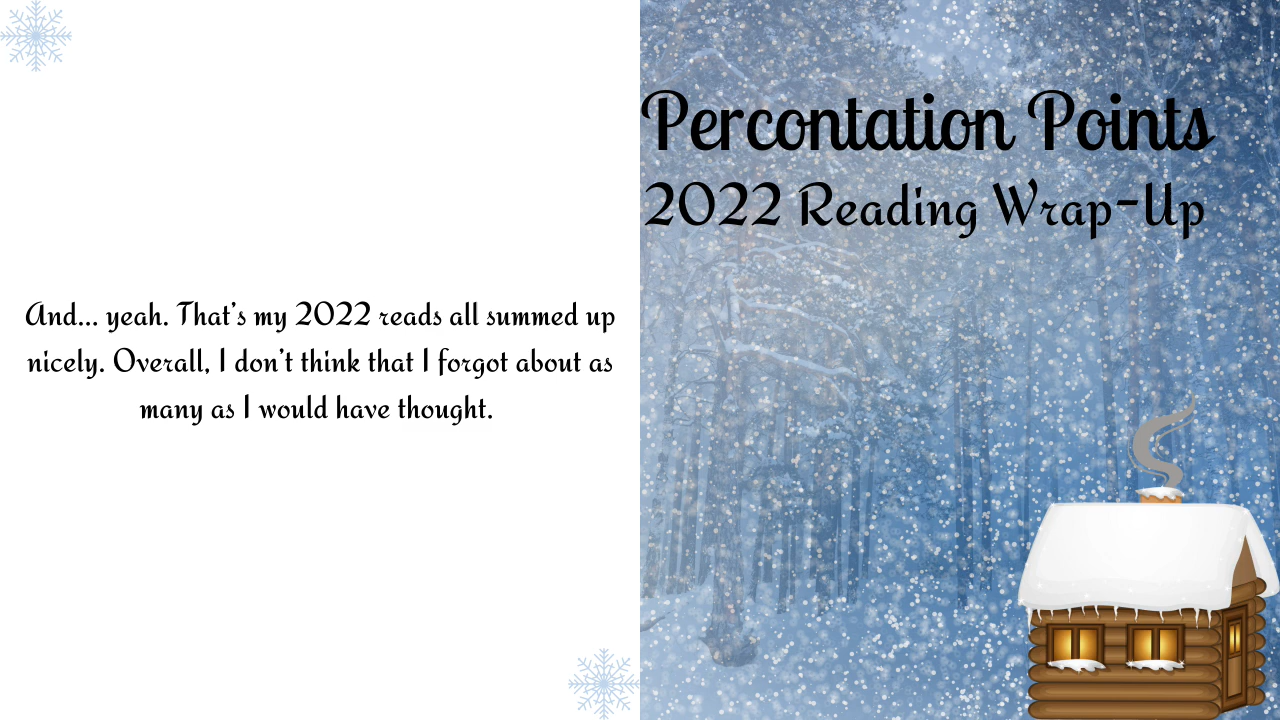 And... yeah. That's my 2022 reads all summed up
nicely. Overall, I don't think that I forgot about as
many as I would have thought.
Percontation Points
2022 Reading Wrap-Up